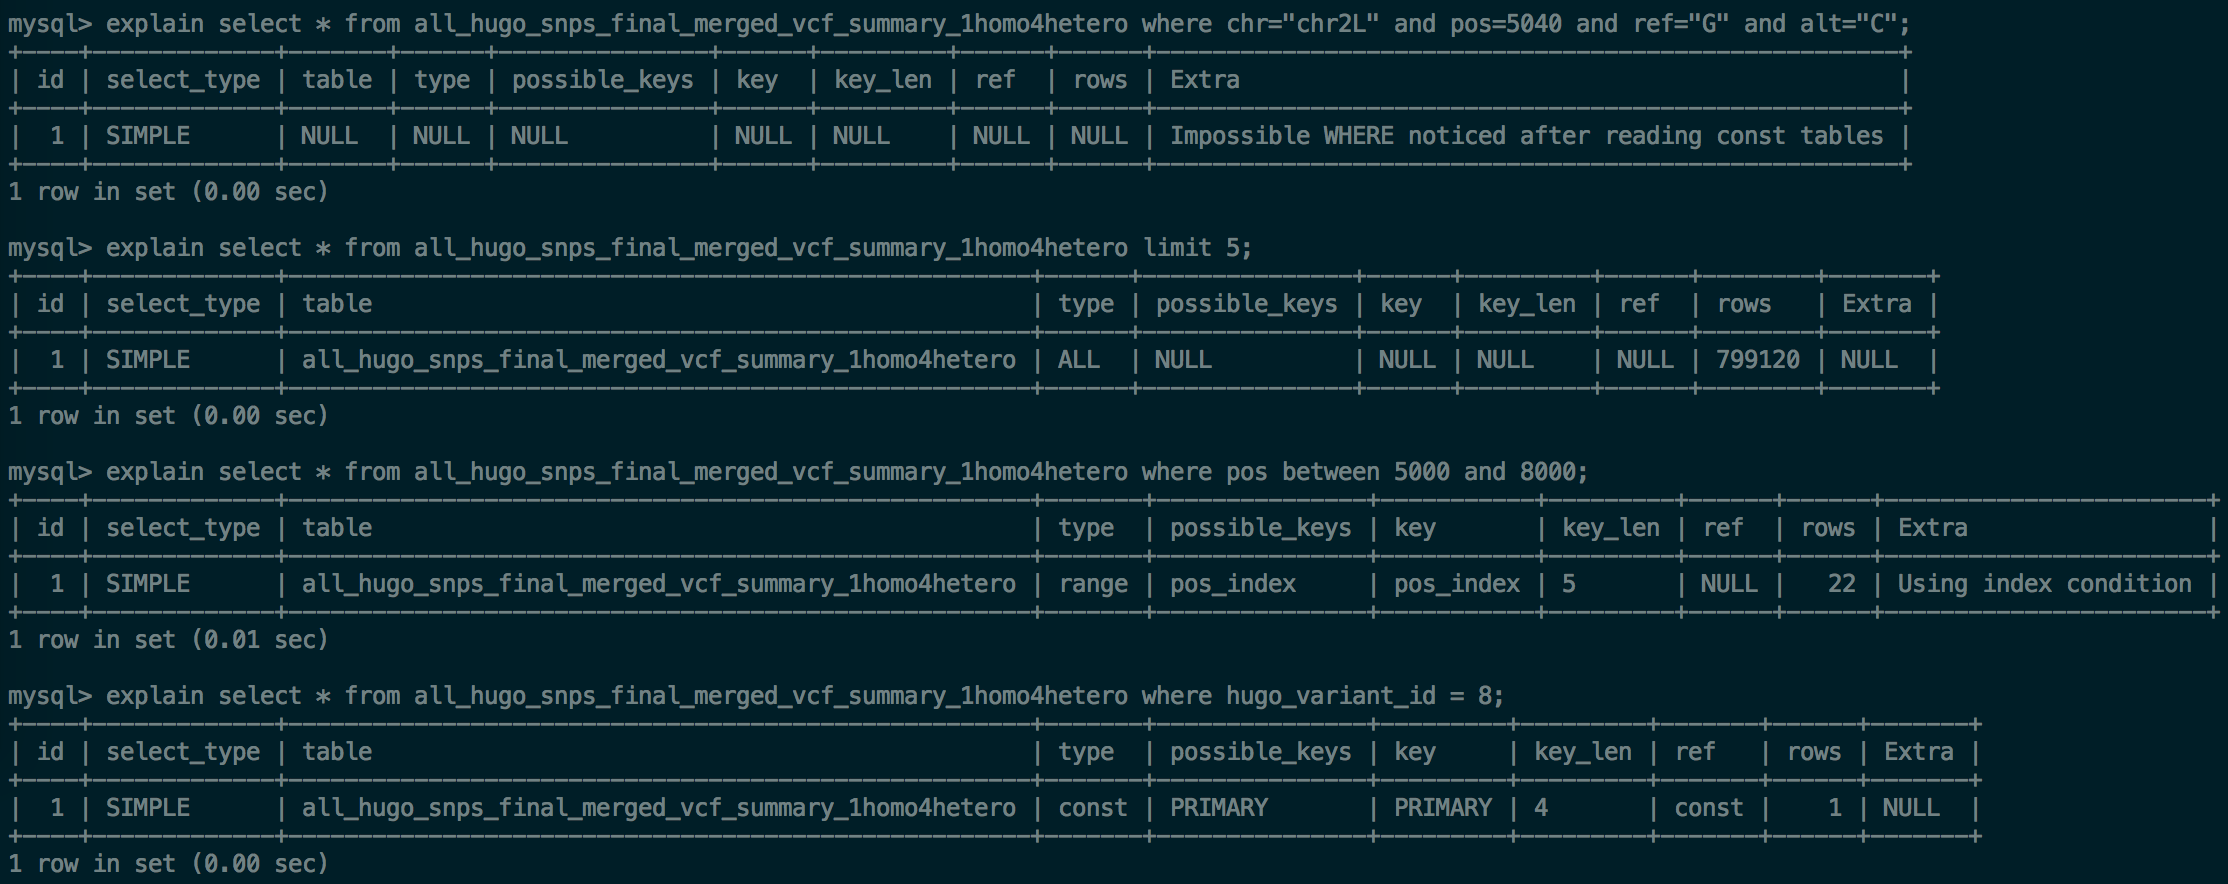 mysql> explain select * from all_hugo_snps_final_merged_vcf_summary_1homo4hetero where chr="chr2L" and pos=5040 and ref="G" and alt="C";
+----+-------------+-------+------+---------------+------+---------+------+------+-----------------------------------------------------+
| id | select_type | table | type | possible_keys | key  | key_len | ref  | rows | Extra                                               |
+----+-------------+-------+------+---------------+------+---------+------+------+-----------------------------------------------------+
|  1 | SIMPLE      | NULL  | NULL | NULL          | NULL | NULL    | NULL | NULL | Impossible WHERE noticed after reading const tables |
+----+-------------+-------+------+---------------+------+---------+------+------+-----------------------------------------------------+
1 row in set (0.00 sec)

mysql> explain select * from all_hugo_snps_final_merged_vcf_summary_1homo4hetero limit 5;
+----+-------------+-----------------------------------------------------+------+---------------+------+---------+------+--------+-------+
| id | select_type | table                                               | type | possible_keys | key  | key_len | ref  | rows   | Extra |
+----+-------------+-----------------------------------------------------+------+---------------+------+---------+------+--------+-------+
|  1 | SIMPLE      | all_hugo_snps_final_merged_vcf_summary_1homo4hetero | ALL  | NULL          | NULL | NULL    | NULL | 799120 | NULL  |
+----+-------------+-----------------------------------------------------+------+---------------+------+---------+------+--------+-------+
1 row in set (0.00 sec)

mysql> explain select * from all_hugo_snps_final_merged_vcf_summary_1homo4hetero where pos between 5000 and 8000;
+----+-------------+-----------------------------------------------------+-------+---------------+-----------+---------+------+------+-----------------------+
| id | select_type | table                                               | type  | possible_keys | key       | key_len | ref  | rows | Extra                 |
+----+-------------+-----------------------------------------------------+-------+---------------+-----------+---------+------+------+-----------------------+
|  1 | SIMPLE      | all_hugo_snps_final_merged_vcf_summary_1homo4hetero | range | pos_index     | pos_index | 5       | NULL |   22 | Using index condition |
+----+-------------+-----------------------------------------------------+-------+---------------+-----------+---------+------+------+-----------------------+
1 row in set (0.01 sec)

mysql> explain select * from all_hugo_snps_final_merged_vcf_summary_1homo4hetero where hugo_variant_id = 8;
+----+-------------+-----------------------------------------------------+-------+---------------+---------+---------+-------+------+-------+
| id | select_type | table                                               | type  | possible_keys | key     | key_len | ref   | rows | Extra |
+----+-------------+-----------------------------------------------------+-------+---------------+---------+---------+-------+------+-------+
|  1 | SIMPLE      | all_hugo_snps_final_merged_vcf_summary_1homo4hetero | const | PRIMARY       | PRIMARY | 4       | const |    1 | NULL  |
+----+-------------+-----------------------------------------------------+-------+---------------+---------+---------+-------+------+-------+
1 row in set (0.00 sec)